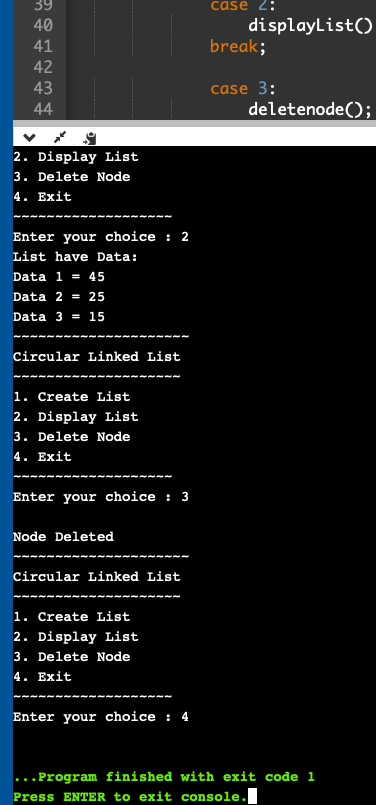 39 case 2:
40 displayList()
41 break;
42
43 case 3:
44 deletenode();
2. Display List
3. Delete Node
4. Exit
~~~~~~~~~~~~~~~~~~~
Enter your choice : 2
List have Data:
Data 1 = 45
Data 2 = 25
Data 3 = 15
~~~~~~~~~~~~~~~~~~~~~
Circular Linked List
~~~~~~~~~~~~~~~~~~~~
1. Create List
2. Display List
3. Delete Node
4. Exit
~~~~~~~~~~~~~~~~~~~
Enter your choice : 3
Node Deleted
~~~~~~~~~~~~~~~~~~~~~
Circular Linked List
~~~~~~~~~~~~~~~~~~~~
1. Create List
2. Display List
3. Delete Node
4. Exit
~~~~~~~~~~~~~~~~~~~
Enter your choice : 4
...Program finished with exit code 1
Press ENTER to exit console.